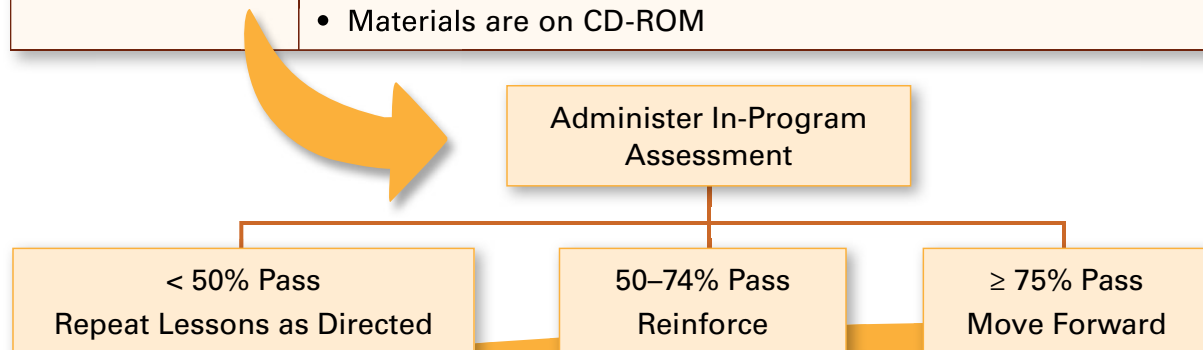 • Materials are on CD-ROM
Administer In-Program
Assessment
< 50% Pass
Repeat Lessons as Directed
50–74% Pass
Reinforce
≥ 75% Pass
Move Forward